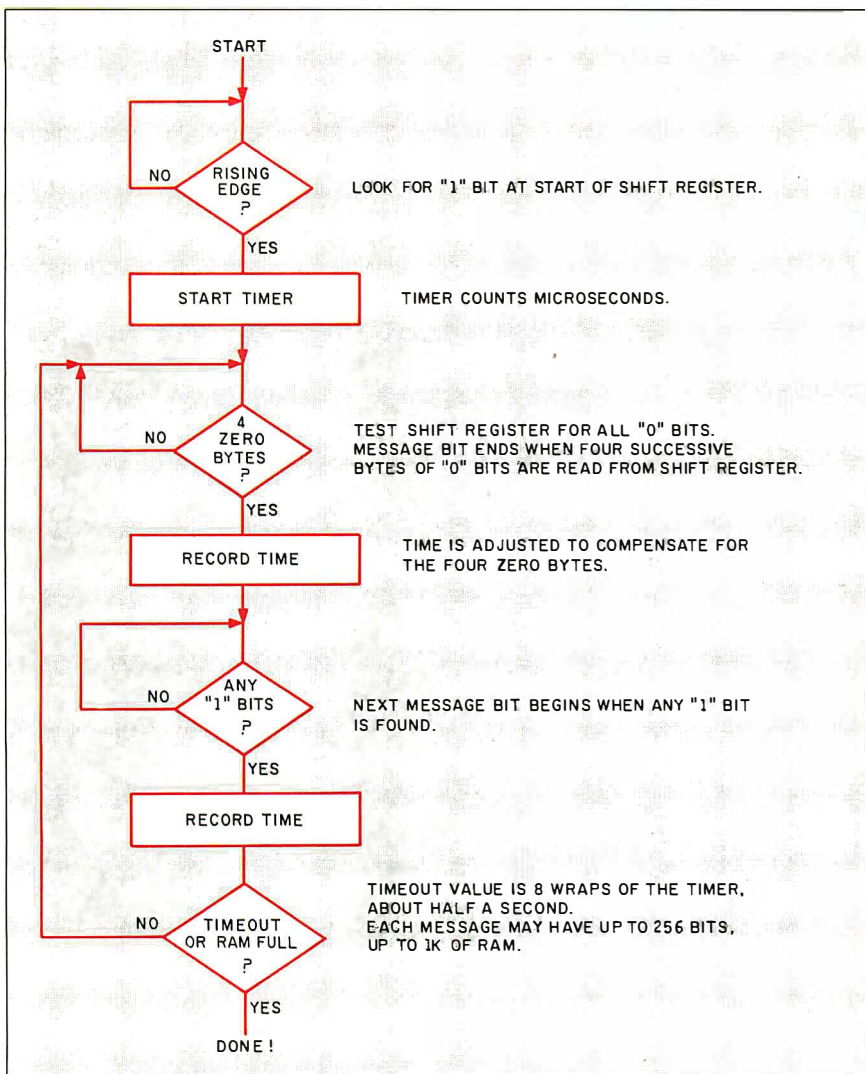 START
RISING
EDGE
?
NO
LOOK FOR "1" BIT AT START OF SHIFT REGISTER.
YES
START TIMER
TIMER COUNTS MICROSECONDS.
4
ZERO
BYTES
?
NO
TEST SHIFT REGISTER FOR ALL "0" BITS.
MESSAGE BIT ENDS WHEN FOUR SUCCESSIVE
BYTES OF "0" BITS ARE READ FROM SHIFT REGISTER.
YES
RECORD TIME
TIME IS ADJUSTED TO COMPENSATE FOR
THE FOUR ZERO BYTES.
ANY
"1" BITS
?
NO
NEXT MESSAGE BIT BEGINS WHEN ANY "1" BIT
IS FOUND.
YES
RECORD TIME
NO
TIMEOUT
OR RAM FULL
?
TIMEOUT VALUE IS 8 WRAPS OF THE TIMER,
ABOUT HALF A SECOND.
EACH MESSAGE MAY HAVE UP TO 256 BITS,
UP TO 1K OF RAM.
YES
DONE!